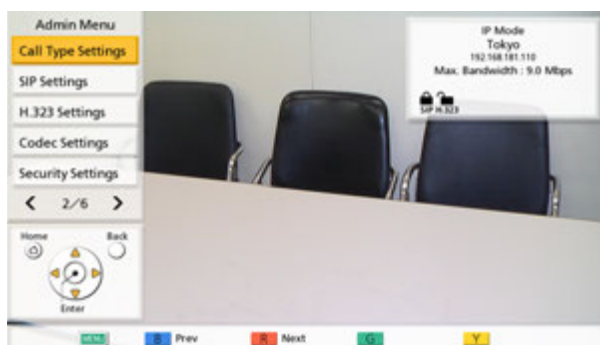 Admin Menu
Call Type Settings
SIP Settings
H.323 Settings
Codec Settings
Security Settings
2/6
Home
Back
Enter
IP Mode
Tokyo
192.168.181.110
Max. Bandwidth : 9.0 Mbps
SIP H.323
MENU
B Prev
R Next
G
Y